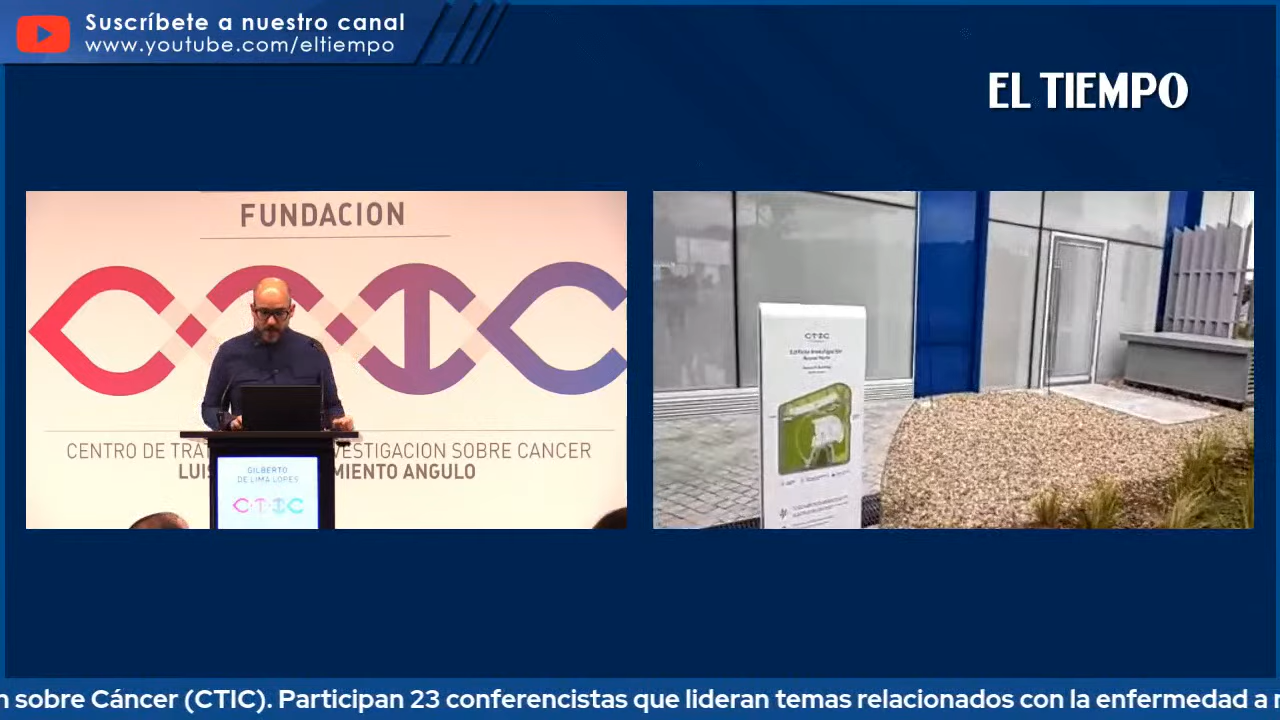 Suscríbete a nuestro canal
www.youtube.com/eltiempo
EL TIEMPO
FUNDACION
CTIC
CENTRO DE TRAT VESTIGACION SOBRE CANCER
LUIS MIENTO ANGULO
GILBERTO
DE LIMA LOPES
CTIC
CTIC
n sobre Cáncer (CTIC). Participan 23 conferencistas que lideran temas relacionados con la enfermedad a n